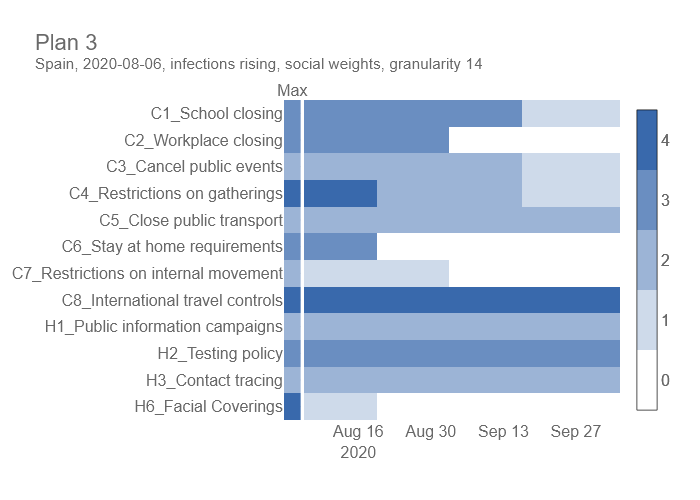 Plan 3
Spain, 2020-08-06, infections rising, social weights, granularity 14
Max
C1_School closing
C2_Workplace closing
C3_Cancel public events
C4_Restrictions on gatherings
C5_Close public transport
C6_Stay at home requirements
C7_Restrictions on internal movement
C8_International travel controls
H1_Public information campaigns
H2_Testing policy
H3_Contact tracing
H6_Facial Coverings
Aug 16 Aug 30 Sep 13 Sep 27
2020
4
3
2
1
0